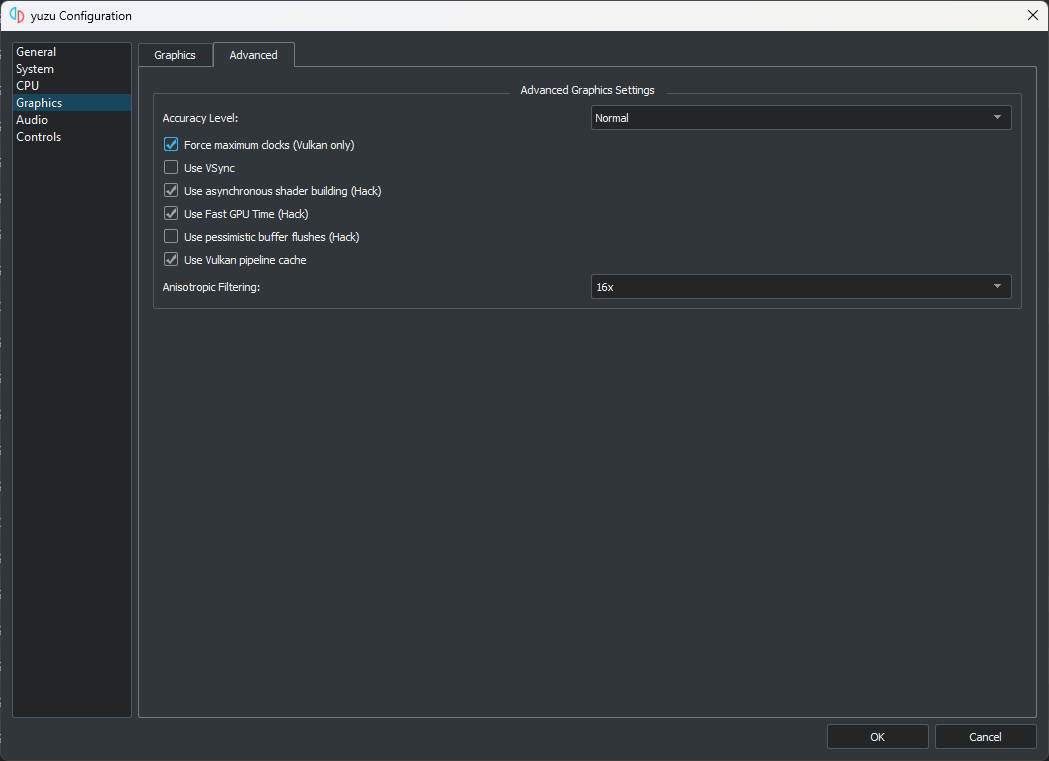 yuzu Configuration
General
System
CPU
Graphics
Audio
Controls
Graphics
Advanced
Advanced Graphics Settings
Accuracy Level:
Normal
Force maximum clocks (Vulkan only)
Use VSync
Use asynchronous shader building (Hack)
Use Fast GPU Time (Hack)
Use pessimistic buffer flushes (Hack)
Use Vulkan pipeline cache
Anisotropic Filtering:
16x
OK
Cancel